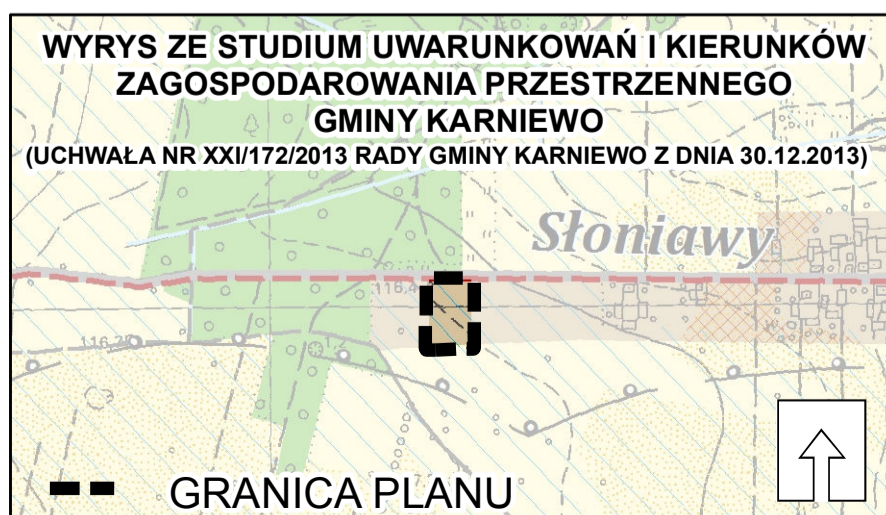 WYRYS ZE STUDIUM UWARUNKOWAŃ I KIERUNKÓW
ZAGOSPODAROWANIA PRZESTRZENNEGO
GMINY KARNIEWO
(UCHWAŁA NR XXI/172/2013 RADY GMINY KARNIEWO Z DNIA 30.12.2013)
Słoniawy
GRANICA PLANU